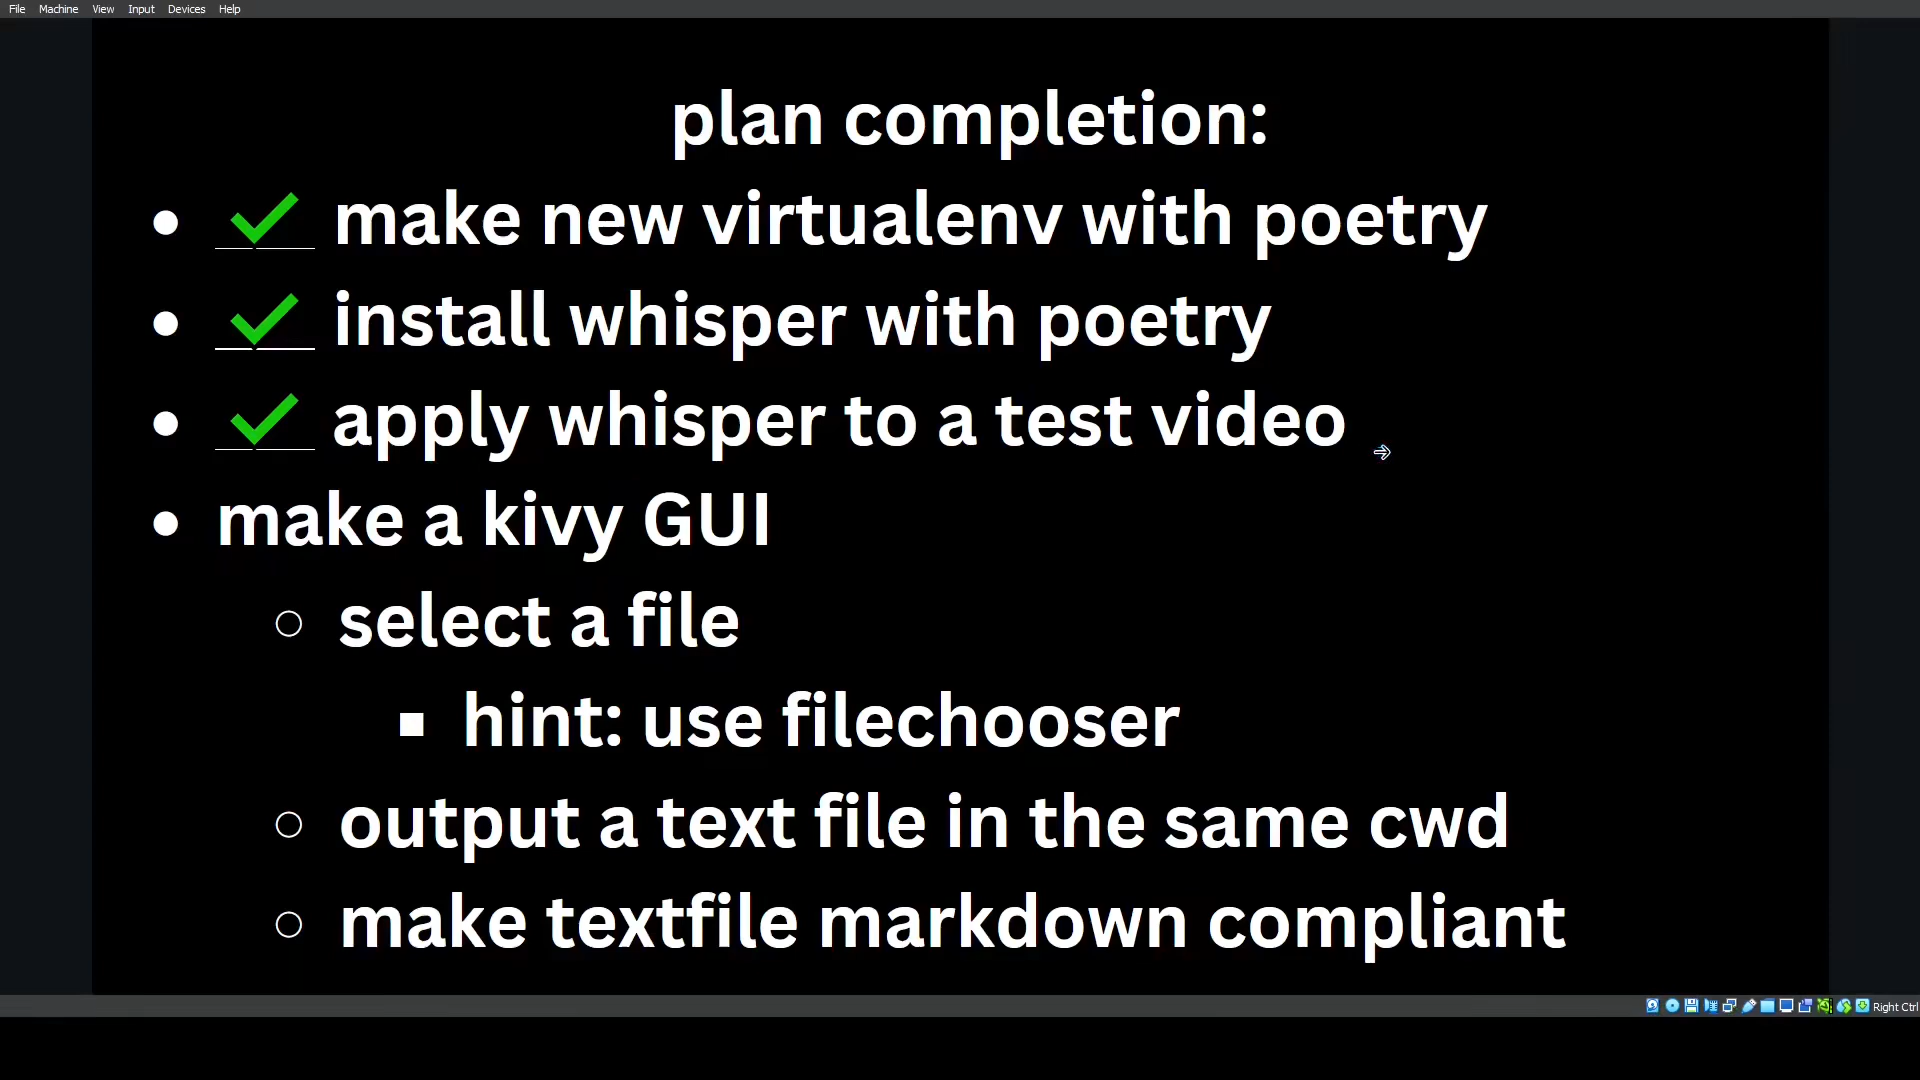 File Machine View Input Devices Help
plan completion:
make new virtualenv with poetry
install whisper with poetry
apply whisper to a test video
make a kivy GUI
select a file
hint: use filechooser
output a text file in the same cwd
make textfile markdown compliant
Right Ctrl